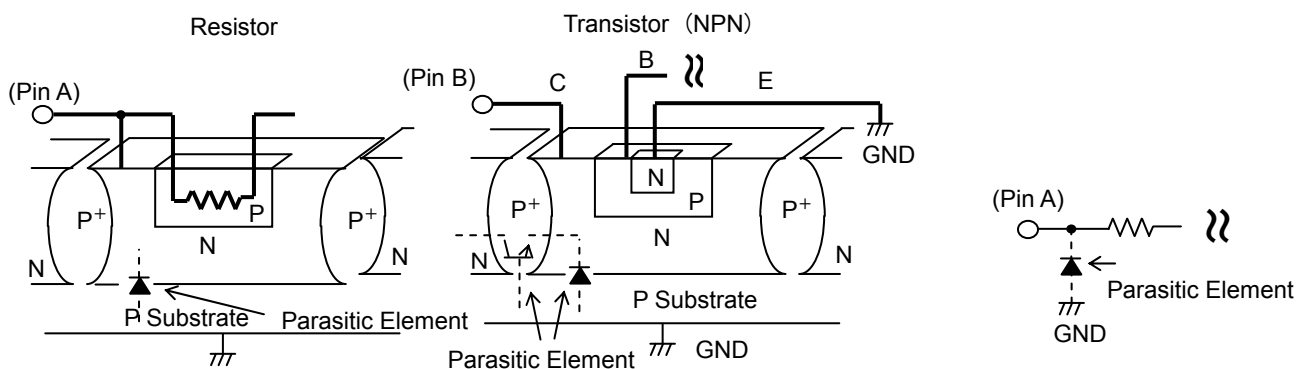 Resistor
(Pin A)
P+
P
N
P+
N
N
P Substrate
Parasitic Element
Transistor （NPN）
(Pin B)
C
B
E
GND
P+
N
P
N
P+
N
N
P Substrate
Parasitic Element
GND
(Pin A)
Parasitic Element
GND